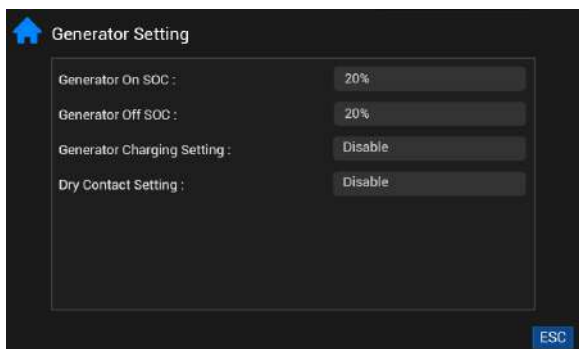 Generator Setting
Generator On SOC : 20%
Generator Off SOC : 20%
Generator Charging Setting : Disable
Dry Contact Setting : Disable
ESC